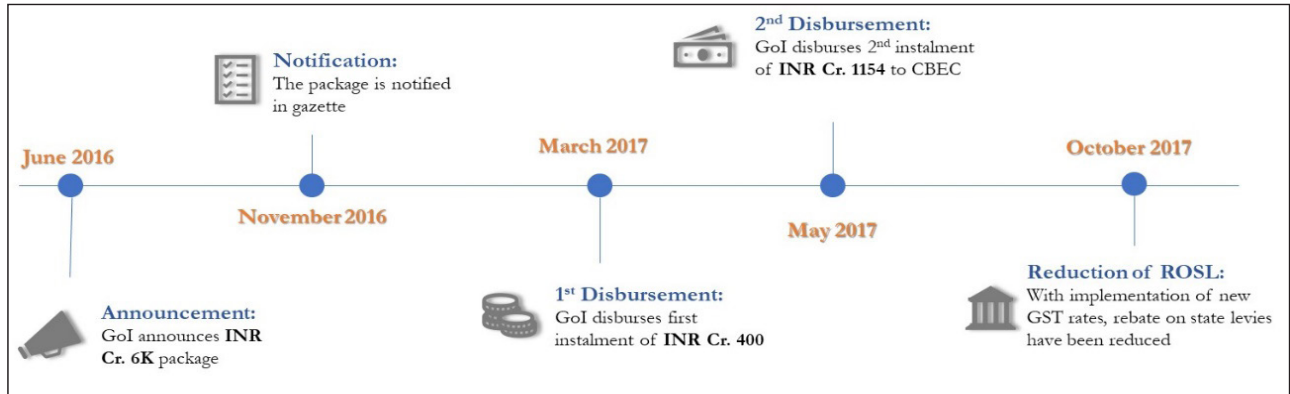 June 2016
Announcement:
GoI announces INR
Cr. 6K package
Notification:
The package is notified
in gazette
November 2016
March 2017
1st Disbursement:
GoI disburses first
instalment of INR Cr. 400
2nd Disbursement:
GoI disburses 2nd instalment
of INR Cr. 1154 to CBEC
May 2017
October 2017
Reduction of ROSL:
With implementation of new
GST rates, rebate on state levies
have been reduced